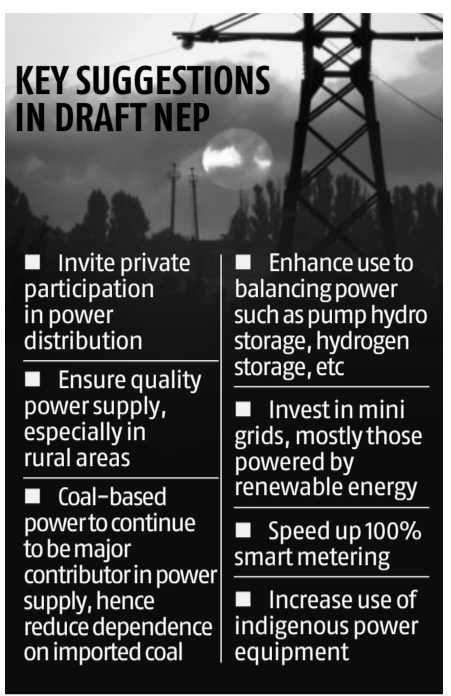 KEY SUGGESTIONS
IN DRAFT NEP
■ Invite private
participation
in power
distribution
■ Ensure quality
power supply,
especially in
rural areas
■ Coal-based
power to continue
to be major
contributor in power
supply, hence
reduce dependence
on imported coal
■ Enhance use to
balancing power
such as pump hydro
storage, hydrogen
storage, etc
■ Invest in mini
grids, mostly those
powered by
renewable energy
■ Speed up 100%
smart metering
■ Increase use of
indigenous power
equipment